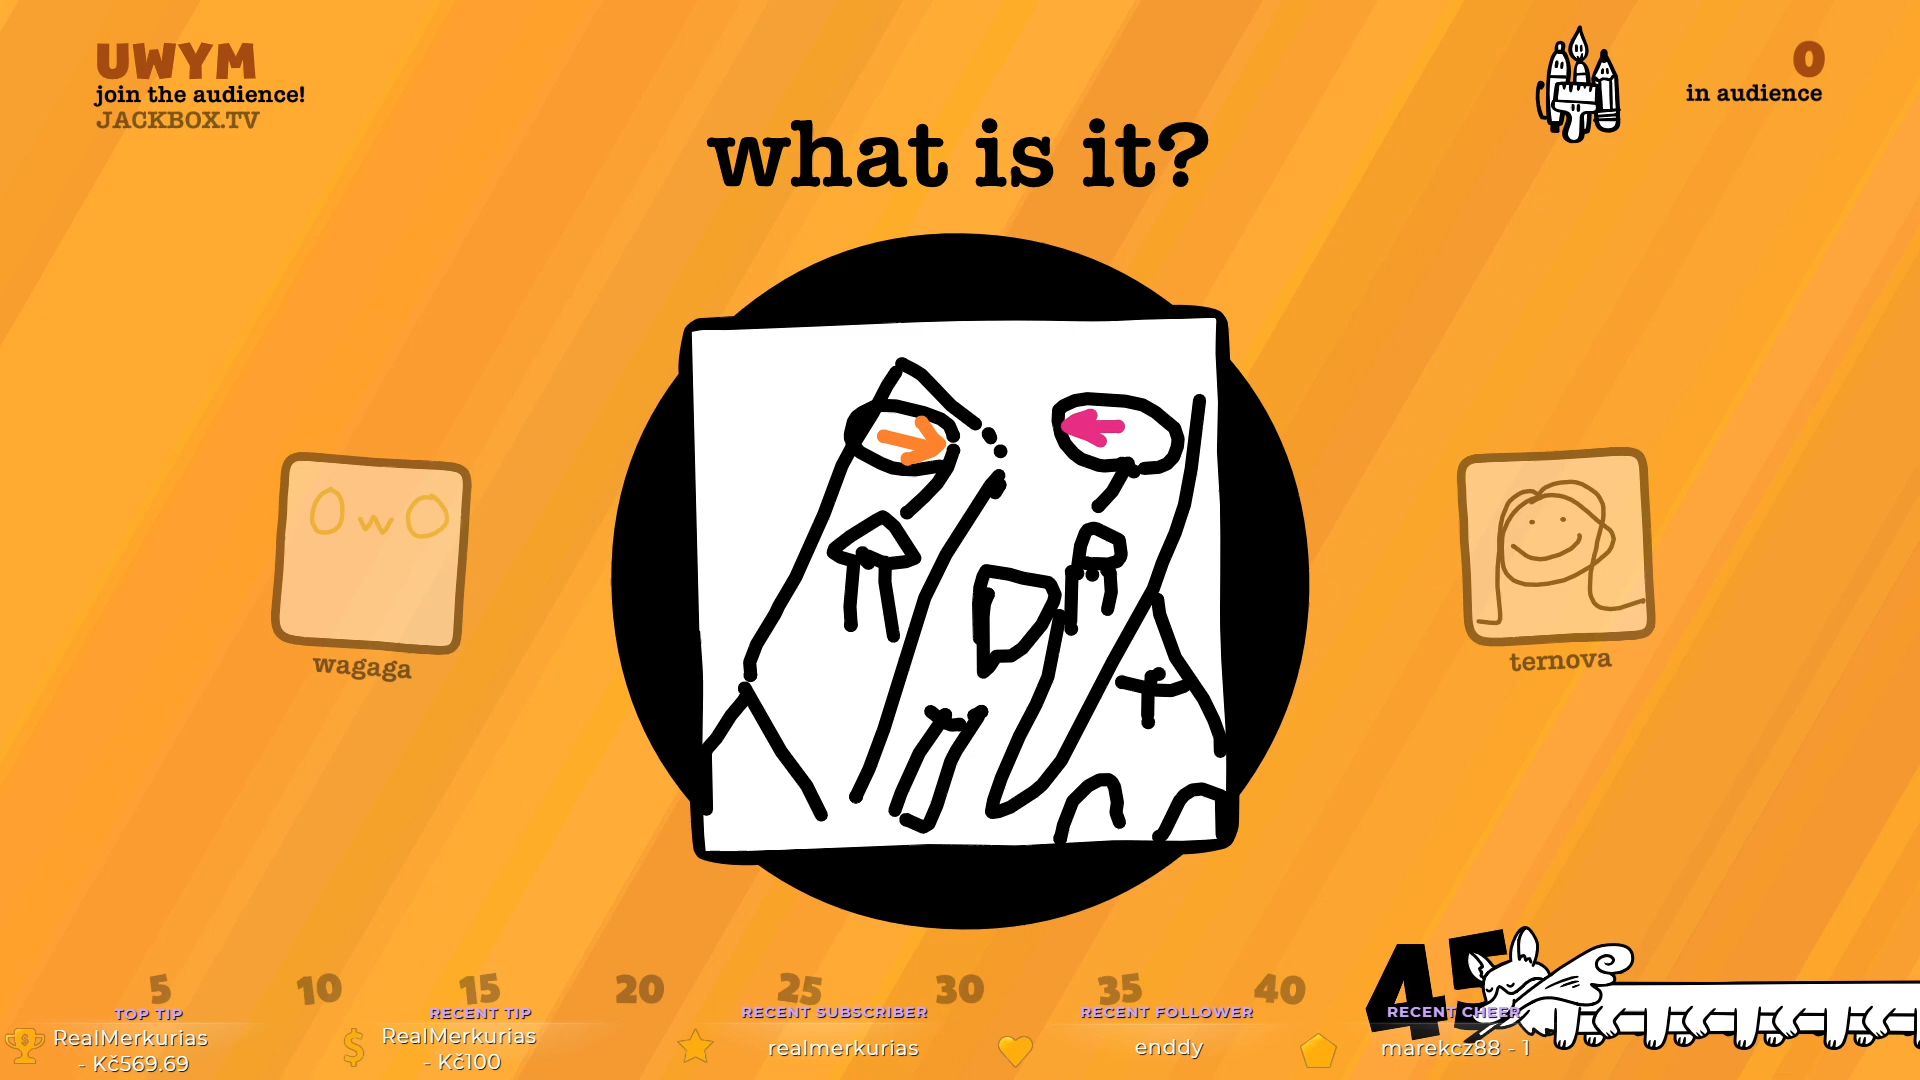 UWYM
join the audience!
JACKBOX.TV
0
in audience
what is it?
OwO
wagaga
ternova
5
10
15
20
25
30
35
40
45
TOP TIP
RealMerkurias
- Kč569.69
RECENT TIP
RealMerkurias
- Kč100
RECENT SUBSCRIBER
realmerkurias
RECENT FOLLOWER
enddy
RECENT CHEER
marekcz88 - 1